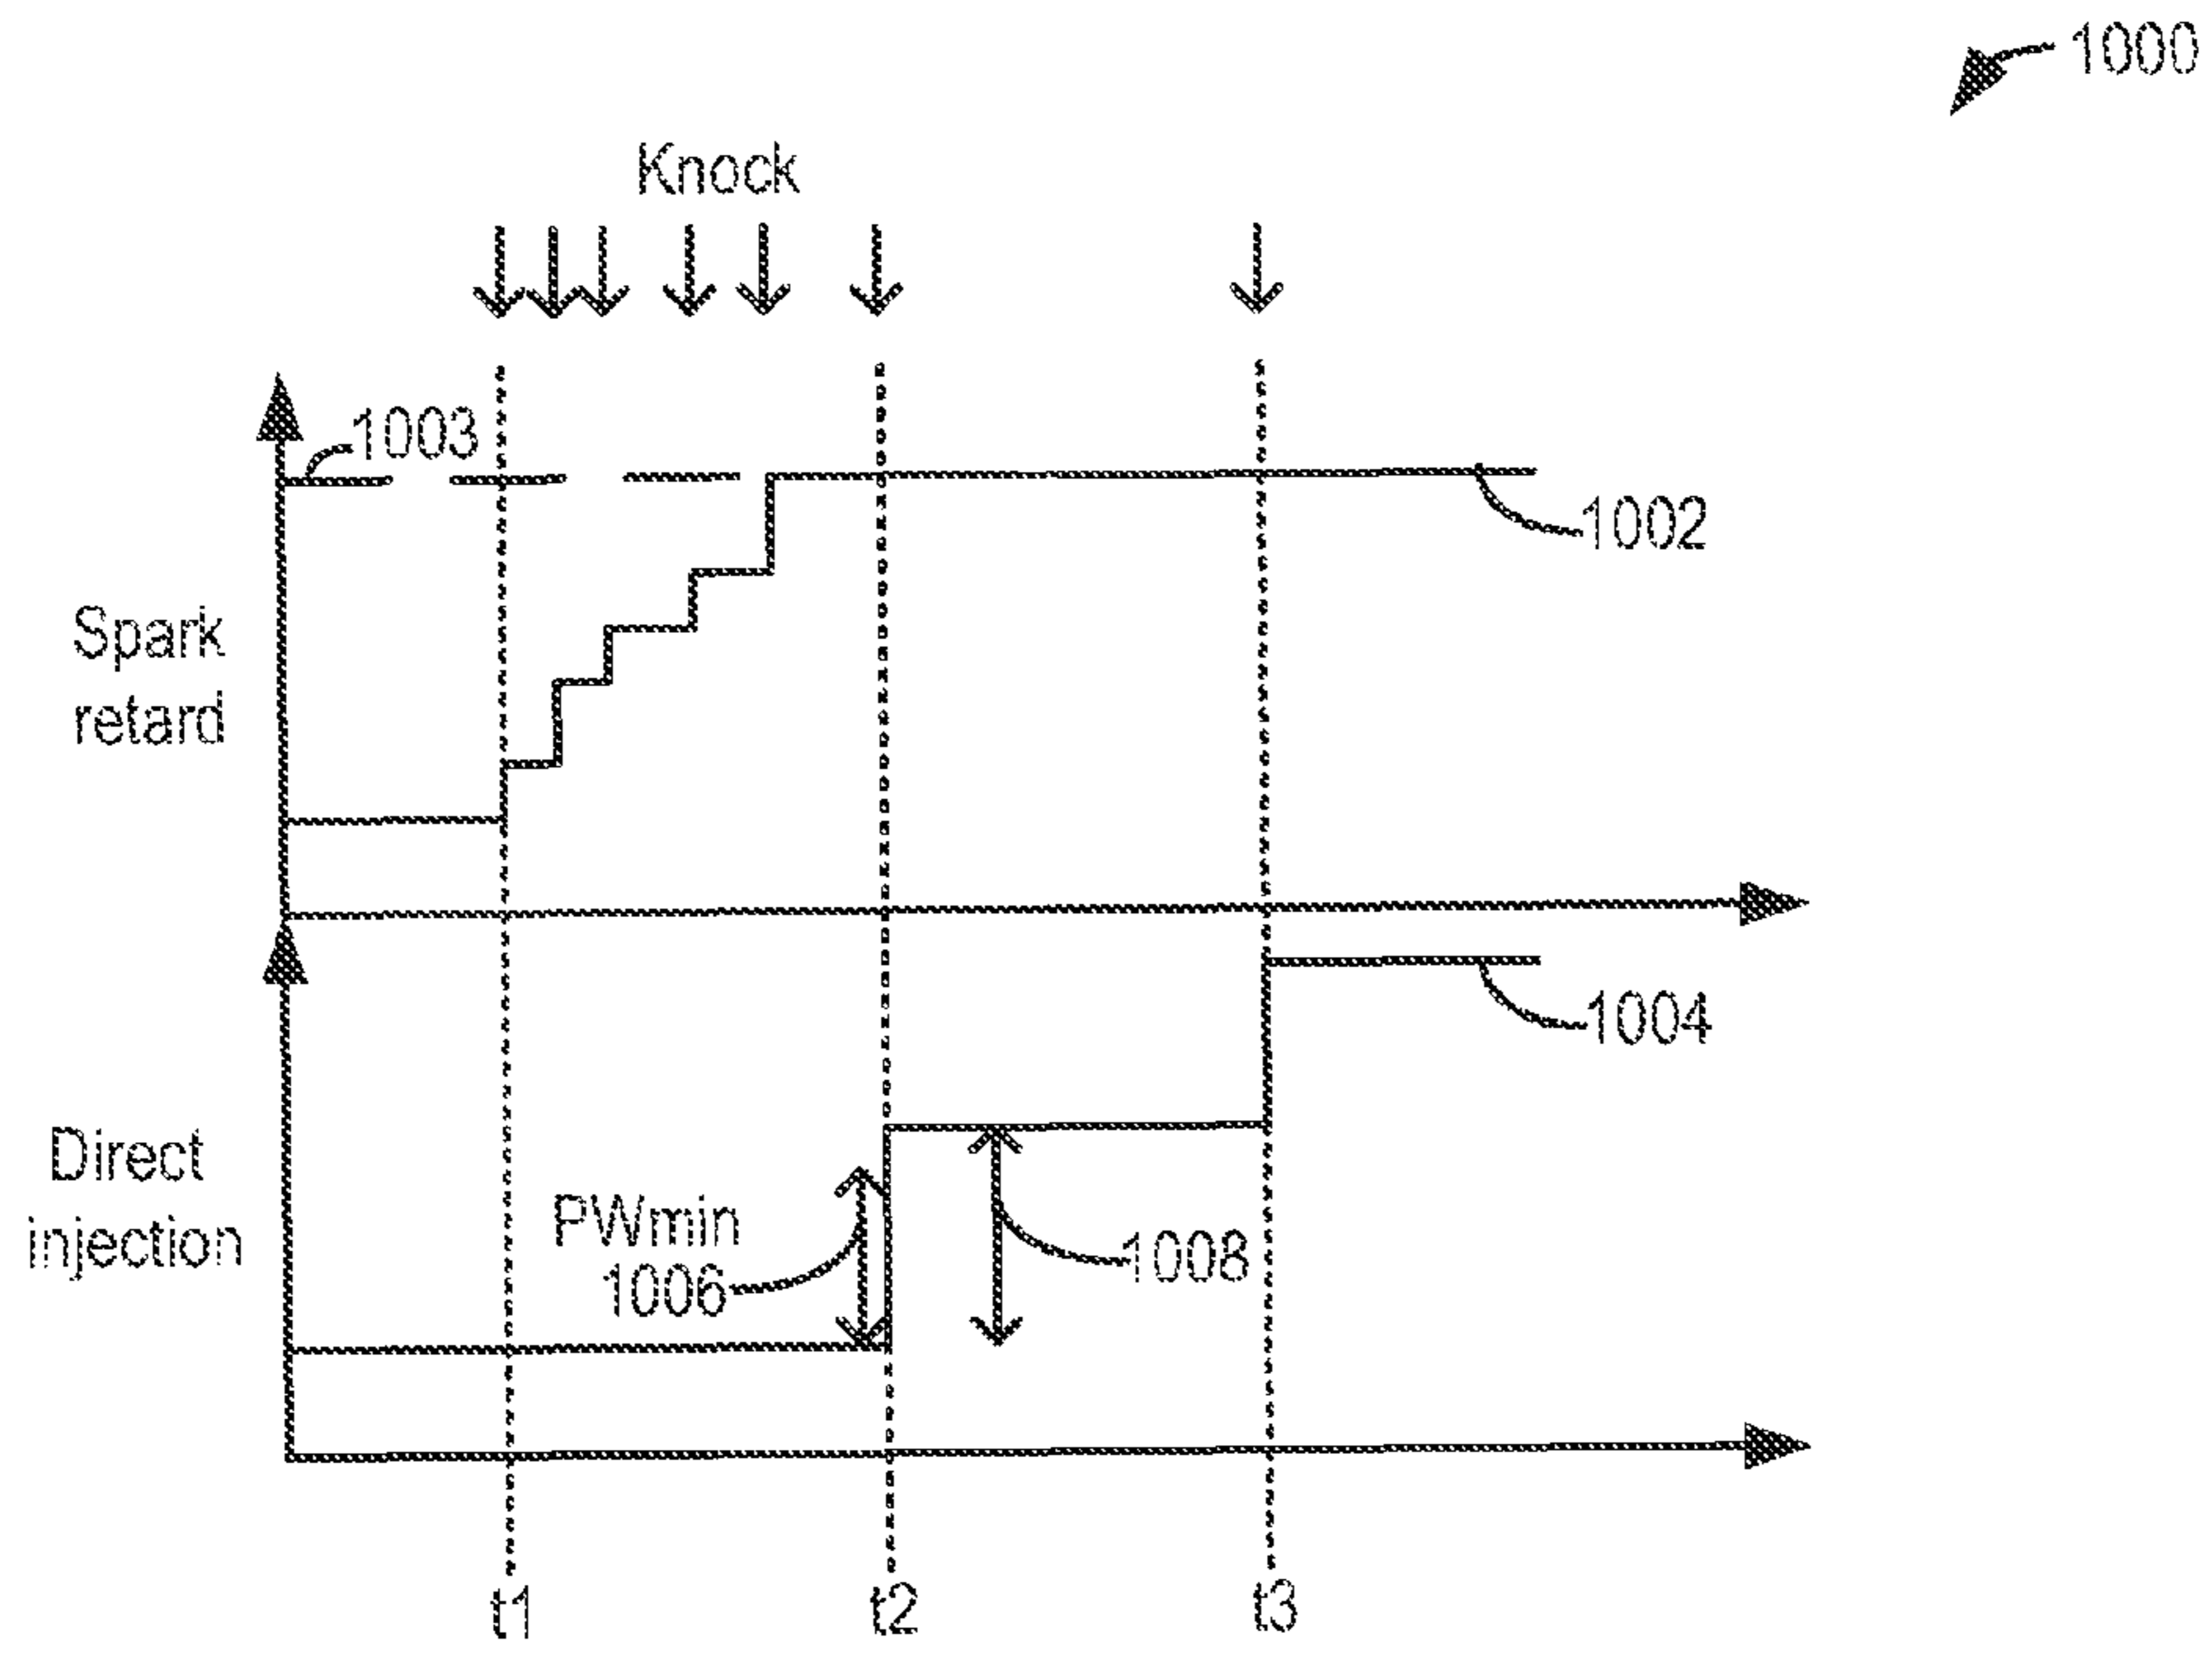 1000
Knock
1003
1002
Spark
retard
1004
Direct
injection
PWmin
1006
1008
t1
t2
t3